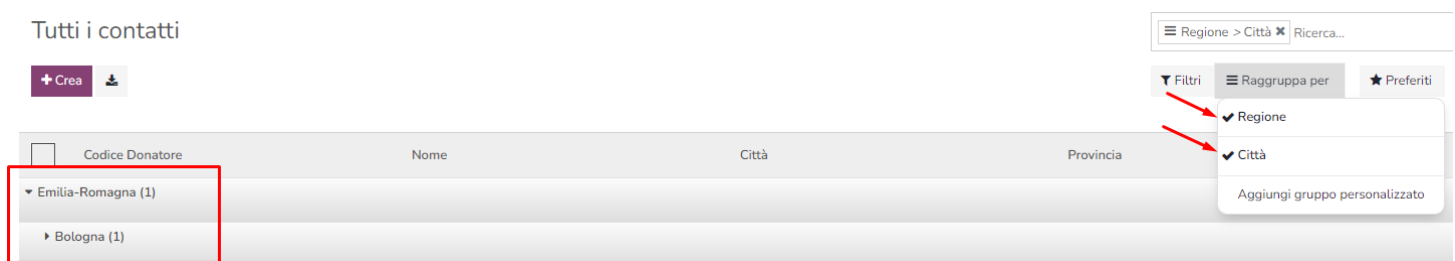 Tutti i contatti
Regione > Città ✖ Ricerca...
+ Crea
Filtri
Raggruppa per
Preferiti
Regione
Città
Aggiungi gruppo personalizzato
Codice Donatore
Nome
Città
Provincia
Emilia-Romagna (1)
Bologna (1)